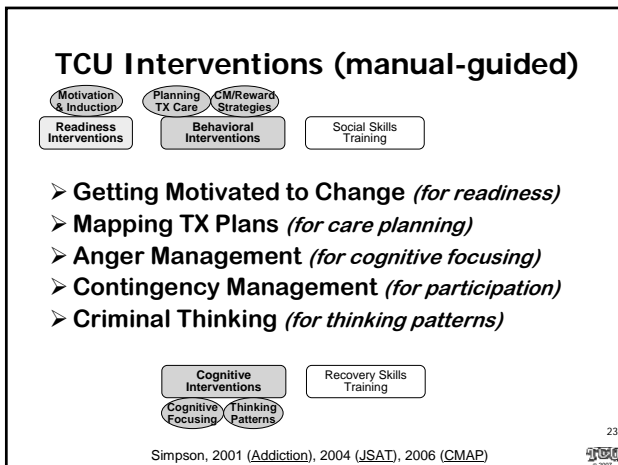 TCU Interventions (manual-guided)
Motivation
& Induction
Planning
TX Care
CM/Reward
Strategies
Readiness
Interventions
Behavioral
Interventions
Social Skills
Training
➢ Getting Motivated to Change (for readiness)
➢ Mapping TX Plans (for care planning)
➢ Anger Management (for cognitive focusing)
➢ Contingency Management (for participation)
➢ Criminal Thinking (for thinking patterns)
Cognitive
Interventions
Recovery Skills
Training
Cognitive
Focusing
Thinking
Patterns
23
Simpson, 2001 (Addiction), 2004 (JSAT), 2006 (CMAP)
TCU
© 2007